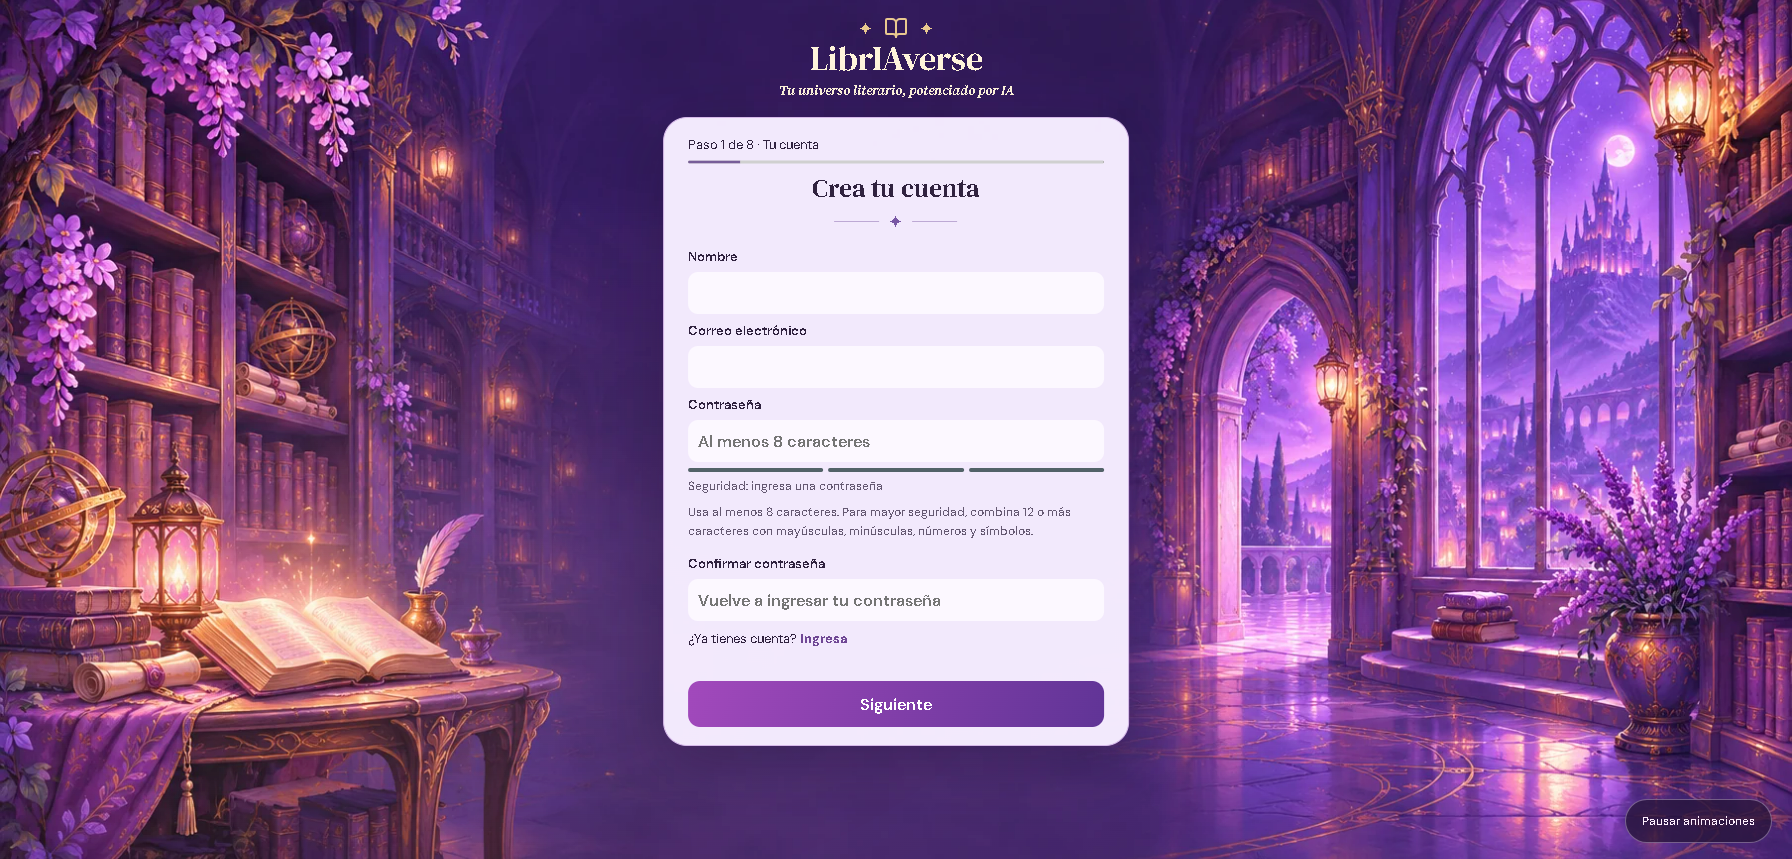 LibrIAverse
Tu universo literario, potenciado por IA
Paso 1 de 8 · Tu cuenta
Crea tu cuenta
Nombre
Correo electrónico
Contraseña
Al menos 8 caracteres
Seguridad: ingresa una contraseña
Usa al menos 8 caracteres. Para mayor seguridad, combina 12 o más
caracteres con mayúsculas, minúsculas, números y símbolos.
Confirmar contraseña
Vuelve a ingresar tu contraseña
¿Ya tienes cuenta? Ingresa
Siguiente
Pausar animaciones